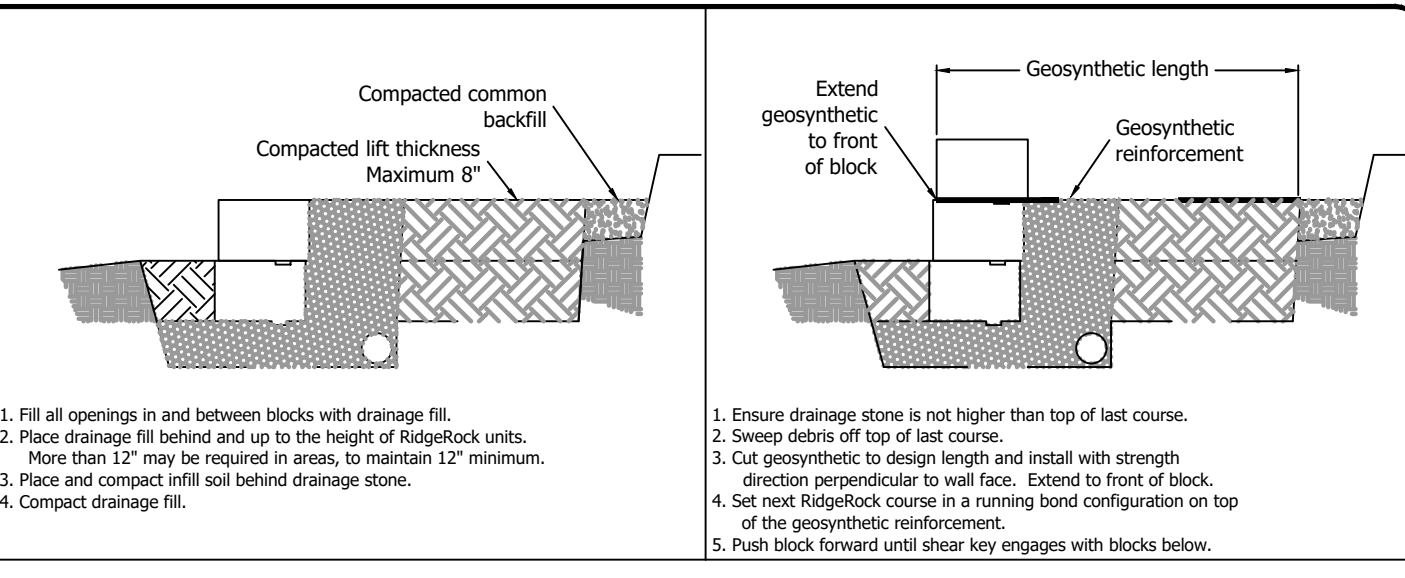 Compacted common
backfill
Compacted lift thickness
Maximum 8"
1. Fill all openings in and between blocks with drainage fill.
2. Place drainage fill behind and up to the height of RidgeRock units.
More than 12" may be required in areas, to maintain 12" minimum.
3. Place and compact infill soil behind drainage stone.
4. Compact drainage fill.
Geosynthetic length
Extend
geosynthetic
to front
of block
Geosynthetic
reinforcement
1. Ensure drainage stone is not higher than top of last course.
2. Sweep debris off top of last course.
3. Cut geosynthetic to design length and install with strength
direction perpendicular to wall face. Extend to front of block.
4. Set next RidgeRock course in a running bond configuration on top
of the geosynthetic reinforcement.
5. Push block forward until shear key engages with blocks below.